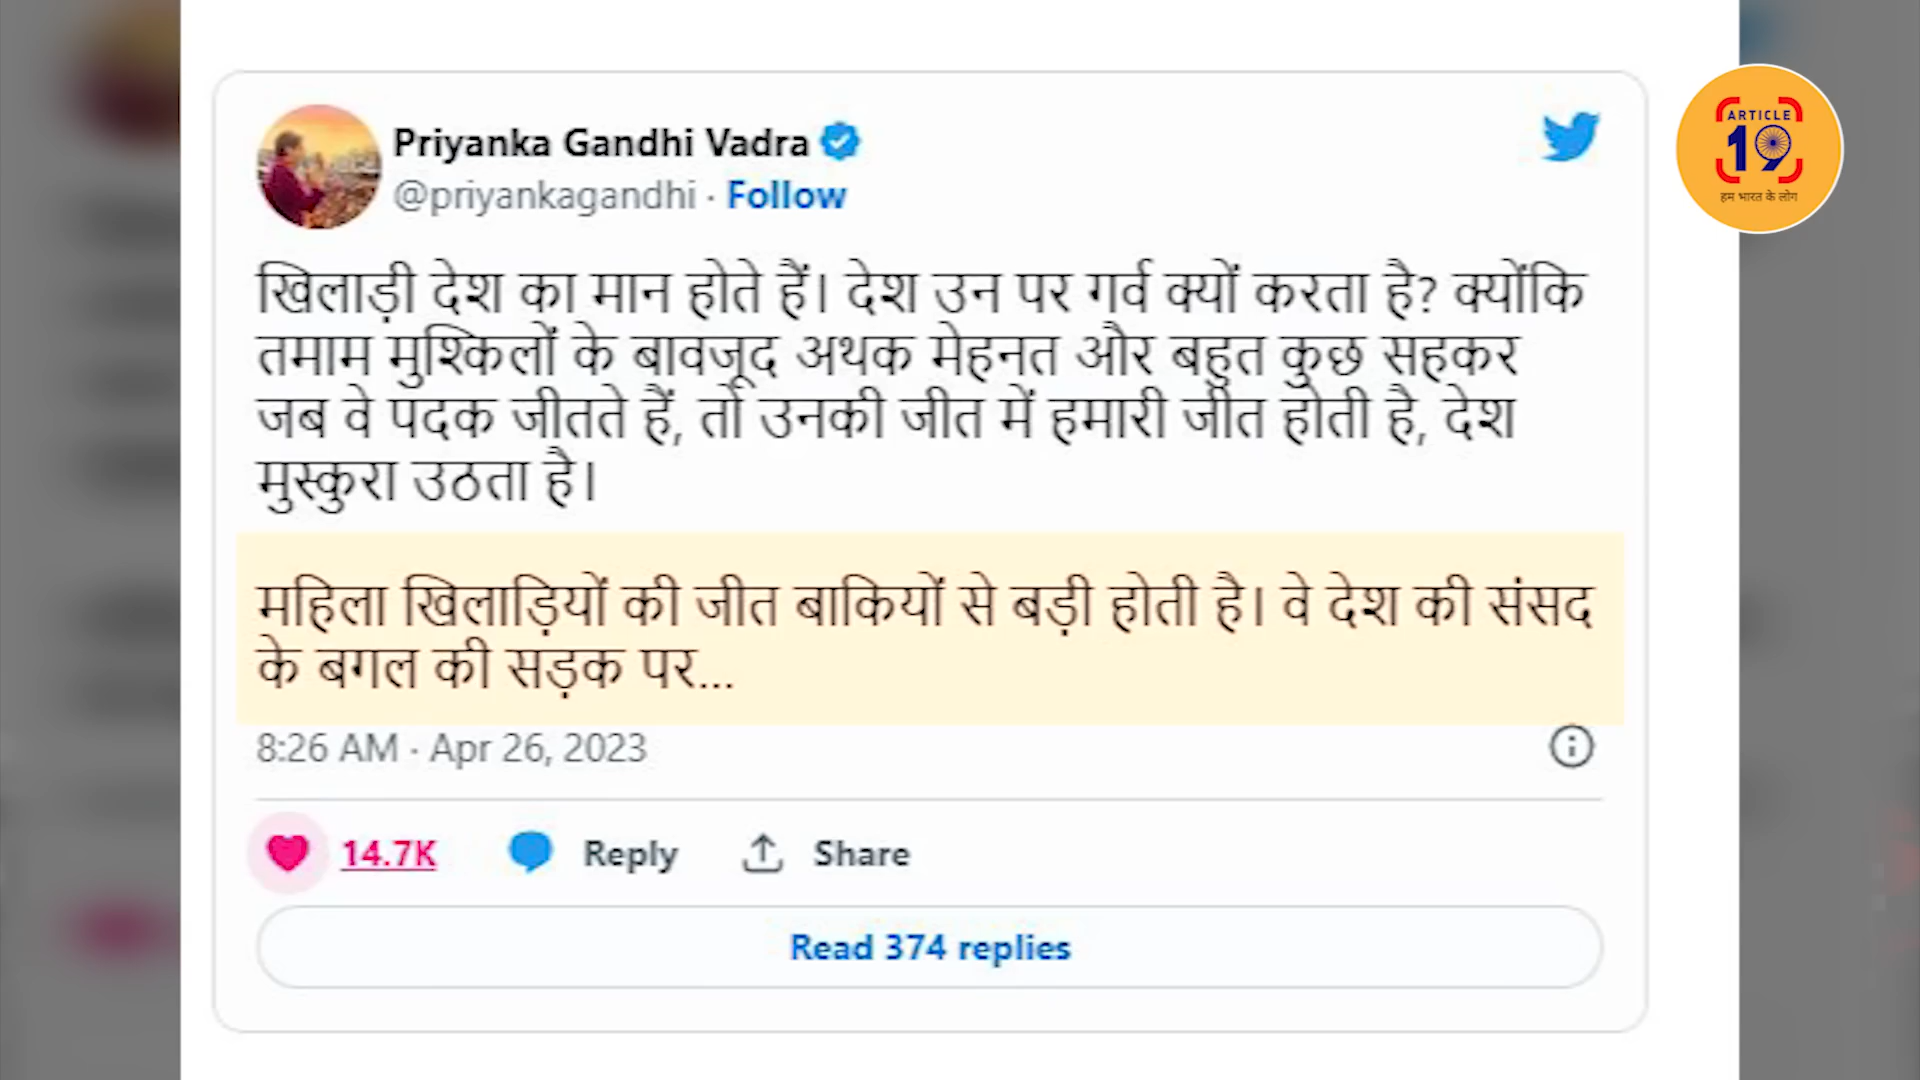 Priyanka Gandhi Vadra
@priyankagandhi · Follow
खिलाड़ी देश का मान होते हैं। देश उन पर गर्व क्यों करता है? क्योंकि
तमाम मुश्किलों के बावजूद अथक मेहनत और बहुत कुछ सहकर
जब वे पदक जीतते हैं, तो उनकी जीत में हमारी जीत होती है, देश
मुस्कुरा उठता है।
महिला खिलाड़ियों की जीत बाकियों से बड़ी होती है। वे देश की संसद
के बगल की सड़क पर...
8:26 AM · Apr 26, 2023
14.7K Reply Share
Read 374 replies
ARTICLE
19
हम भारत के लोग